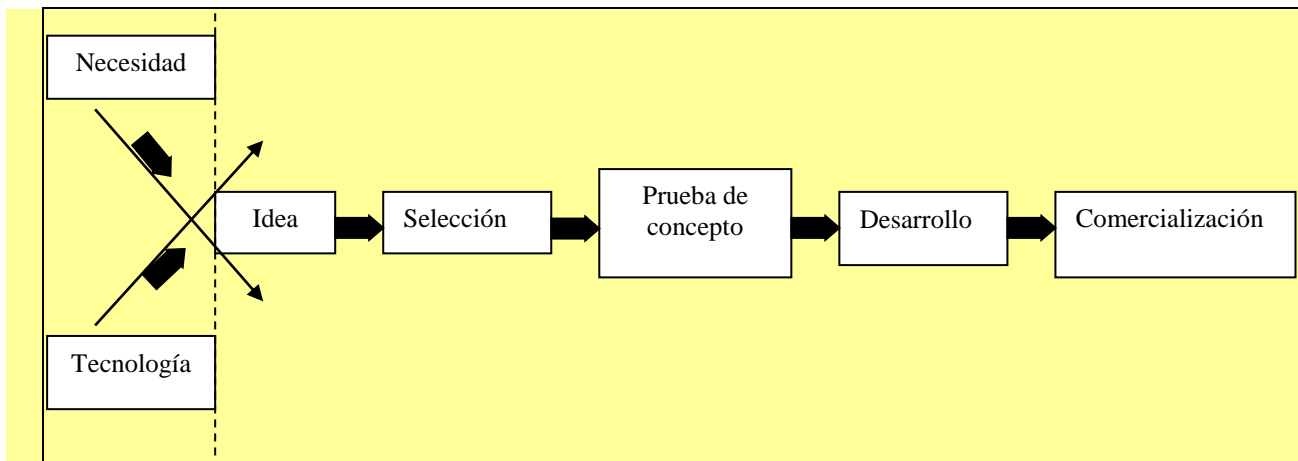 Necesidad
Idea
Selección
Prueba de
concepto
Desarrollo
Comercialización
Tecnología